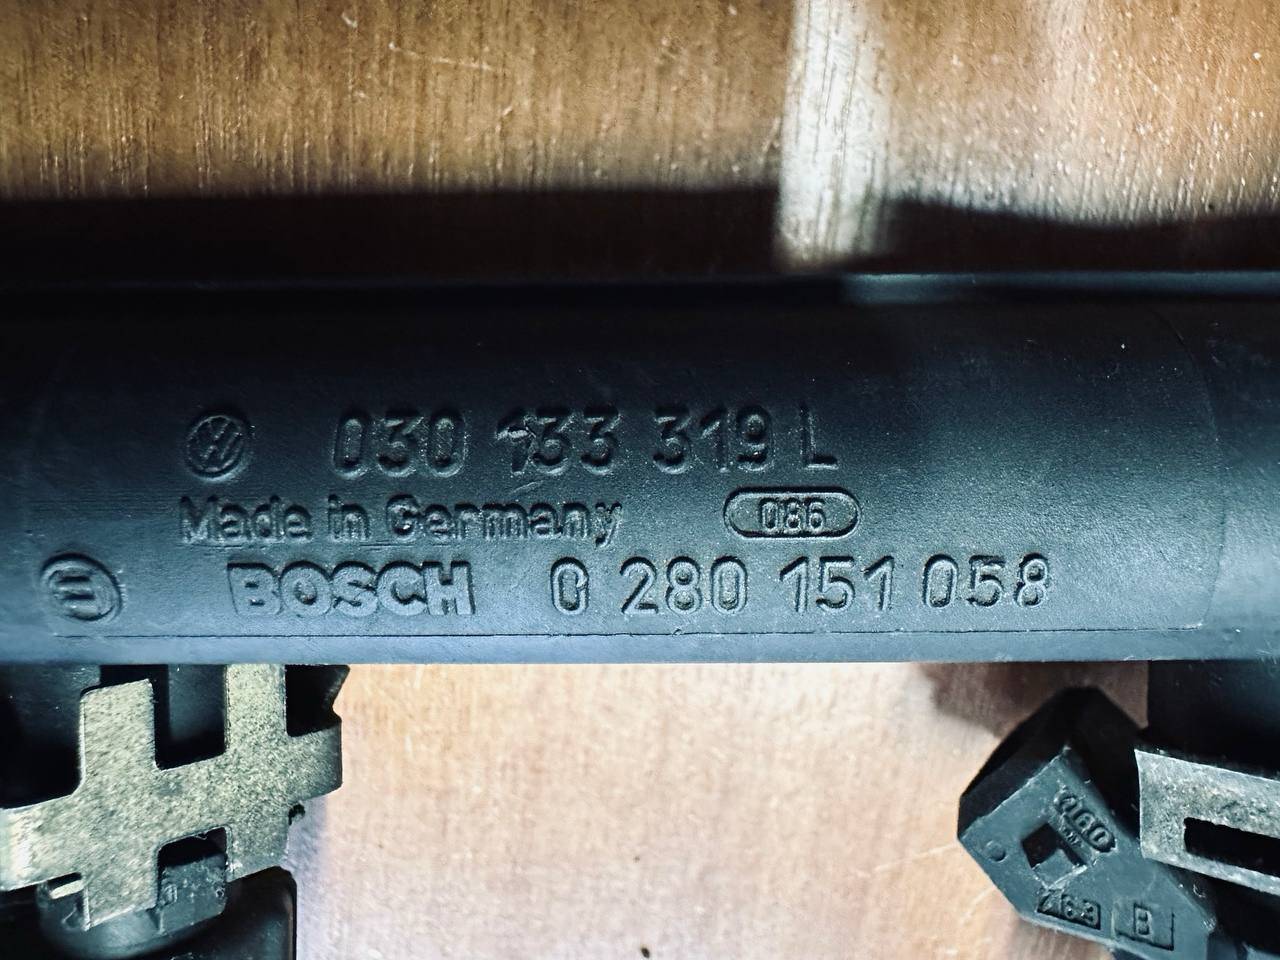 030 133 319 L
Made in Germany 086
BOSCH 0 280 151 058
B